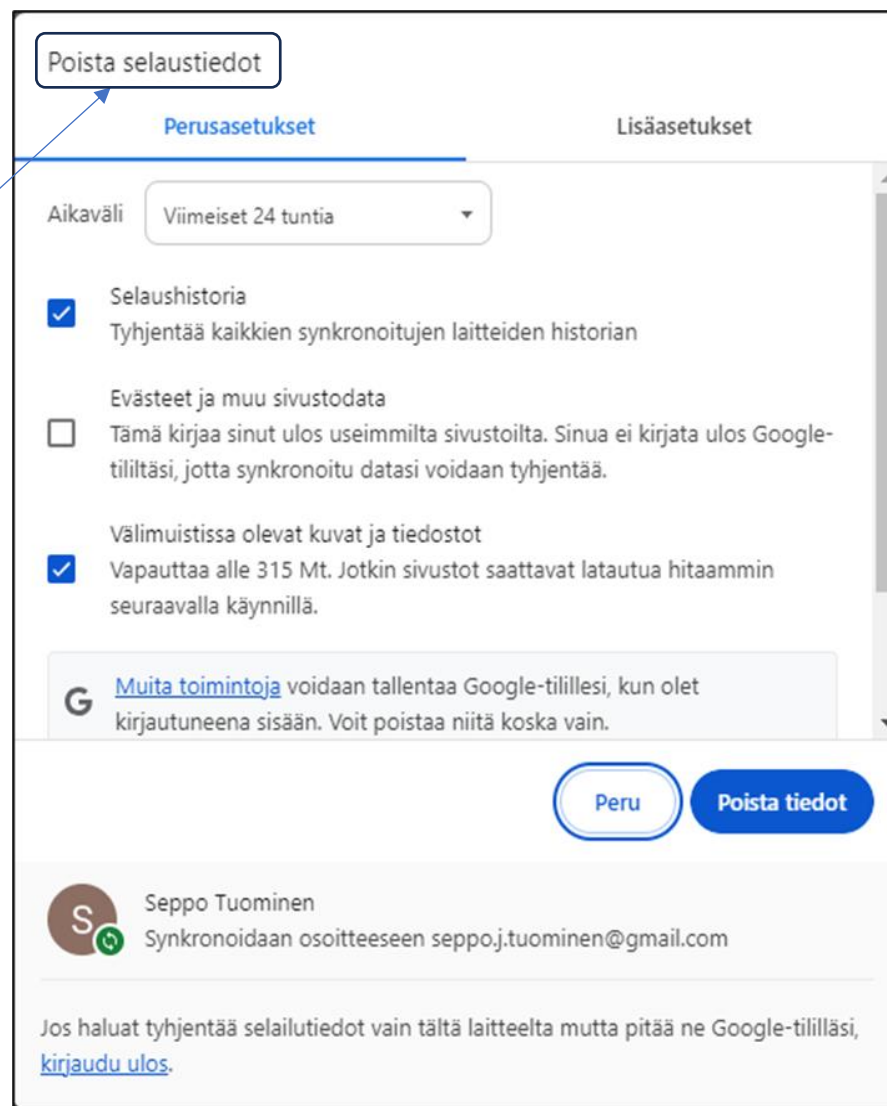 Poista selaustiedot
Perusasetukset
Lisäasetukset
Aikaväli
Viimeiset 24 tuntia
Selaushistoria
Tyhjentää kaikkien synkronoitujen laitteiden historian
Evästeet ja muu sivustodata
Tämä kirjaa sinut ulos useimmilta sivustoilta. Sinua ei kirjata ulos Google-
tililtäsi, jotta synkronoitu datasi voidaan tyhjentää.
Välimuistissa olevat kuvat ja tiedostot
Vapauttaa alle 315 Mt. Jotkin sivustot saattavat latautua hitaammin
seuraavalla käynnillä.
G
Muita toimintoja voidaan tallentaa Google-tilillesi, kun olet
kirjautuneena sisään. Voit poistaa niitä koska vain.
Peru
Poista tiedot
S
Seppo Tuominen
Synkronoidaan osoitteeseen seppo.j.tuominen@gmail.com
Jos haluat tyhjentää selailutiedot vain tältä laitteelta mutta pitää ne Google-tililläsi,
kirjaudu ulos.